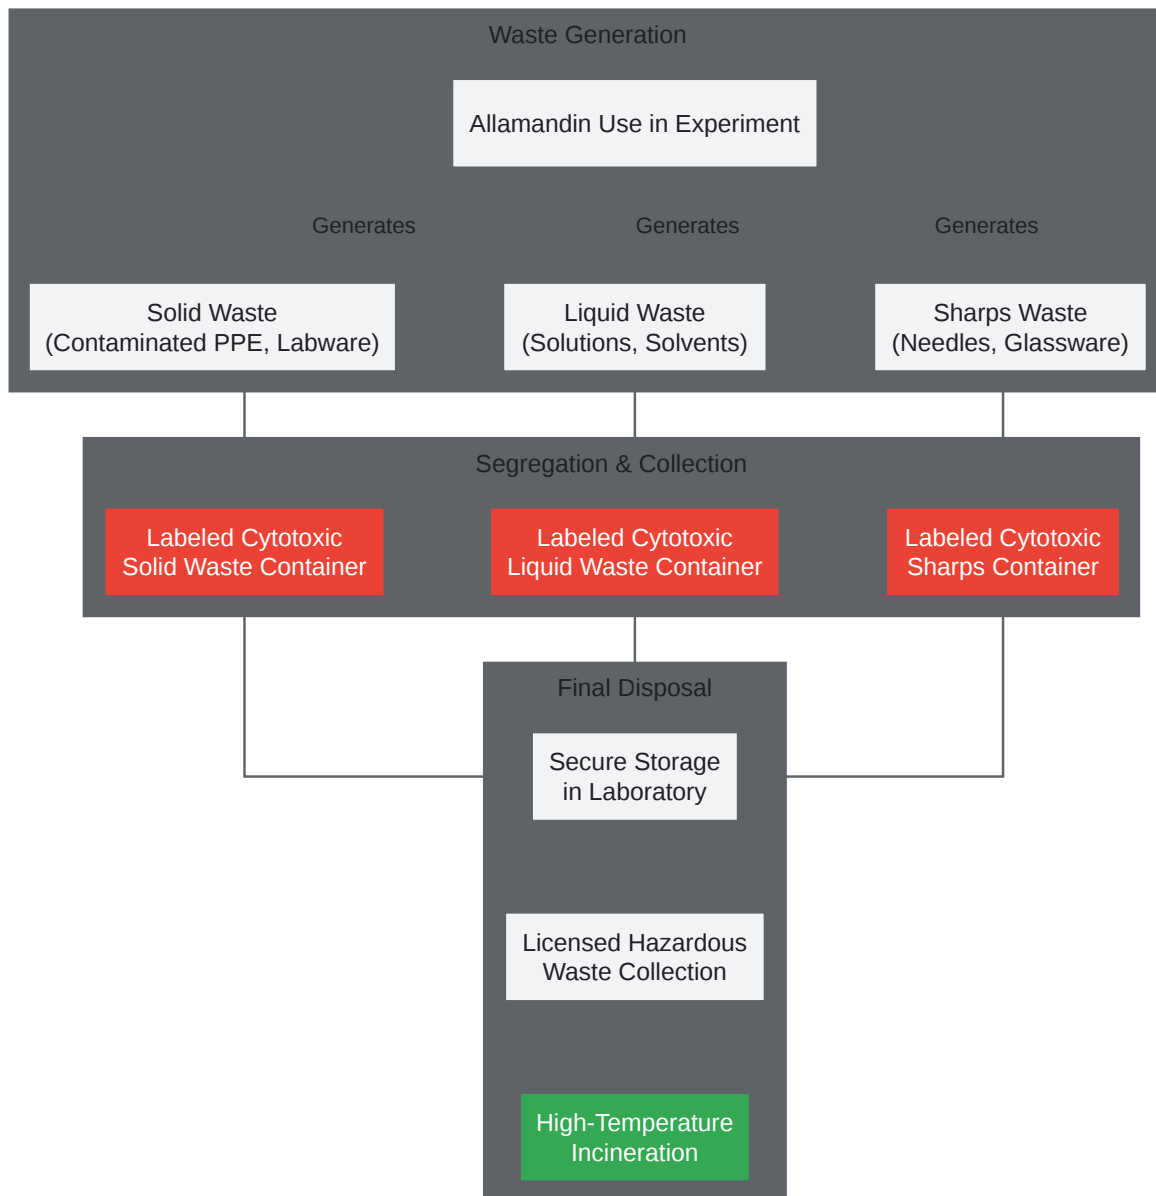 Waste Generation
Allamandin Use in Experiment
Generates
Generates
Generates
Solid Waste
(Contaminated PPE, Labware)
Liquid Waste
(Solutions, Solvents)
Sharps Waste
(Needles, Glassware)
Segregation & Collection
Labeled Cytotoxic
Solid Waste Container
Labeled Cytotoxic
Liquid Waste Container
Labeled Cytotoxic
Sharps Container
Final Disposal
Secure Storage
in Laboratory
Licensed Hazardous
Waste Collection
High-Temperature
Incineration